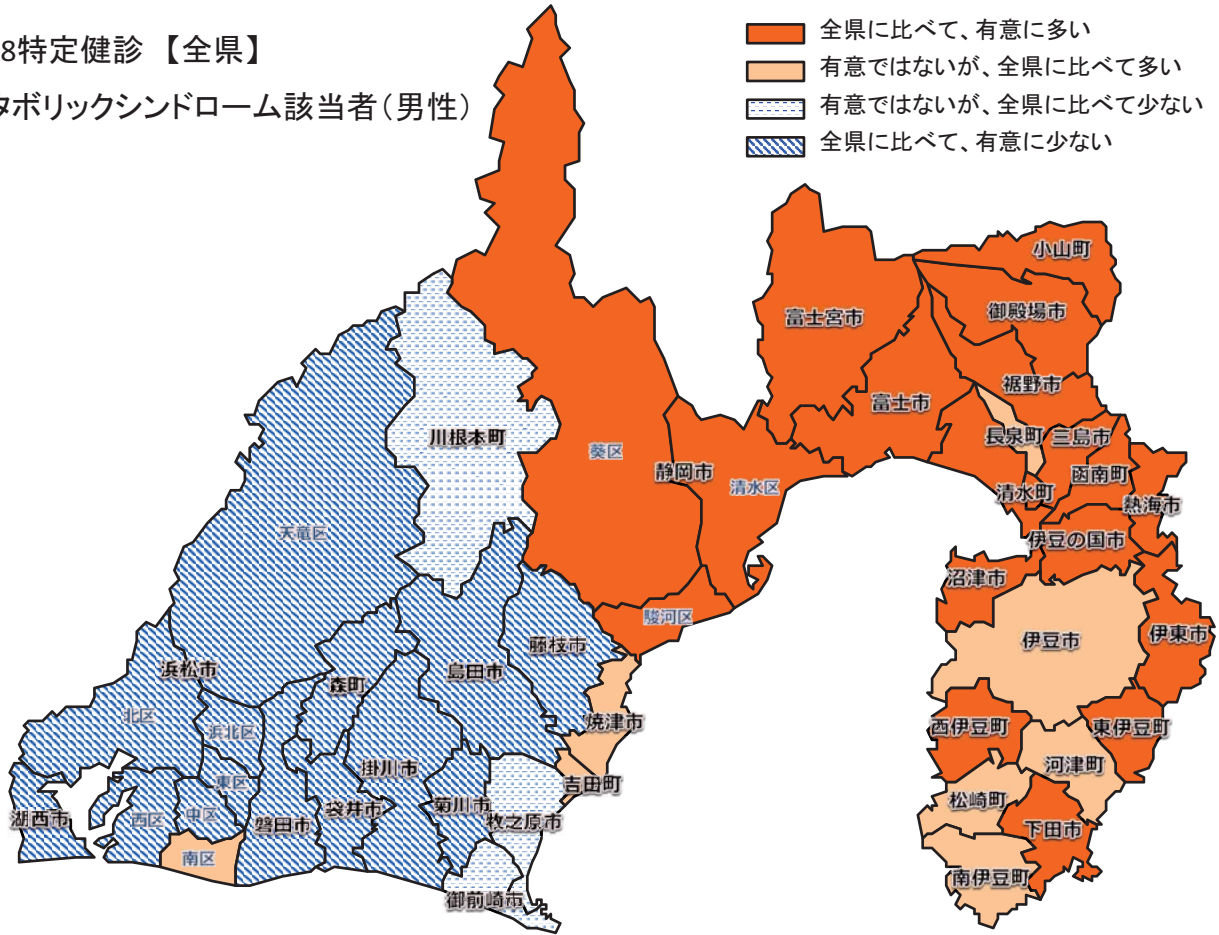 8特定健診 【全県】
タボリックシンドローム該当者(男性)
全県に比べて、有意に多い
有意ではないが、全県に比べて多い
有意ではないが、全県に比べて少ない
全県に比べて、有意に少ない
小山町
御殿場市
富士宮市
裾野市
富士市
長泉町
三島市
川根本町
葵区
静岡市
函南町
清水区
清水町
熱海市
天竜区
伊豆の国市
沼津市
駿河区
藤枝市
伊豆市
伊東市
浜松市
島田市
森町
北区
焼津市
西伊豆町
東伊豆町
浜北区
河津町
掛川市
東区
吉田町
松崎町
菊川市
袋井市
湖西市
西区
中区
磐田市
牧之原市
下田市
南区
南伊豆町
御前崎市